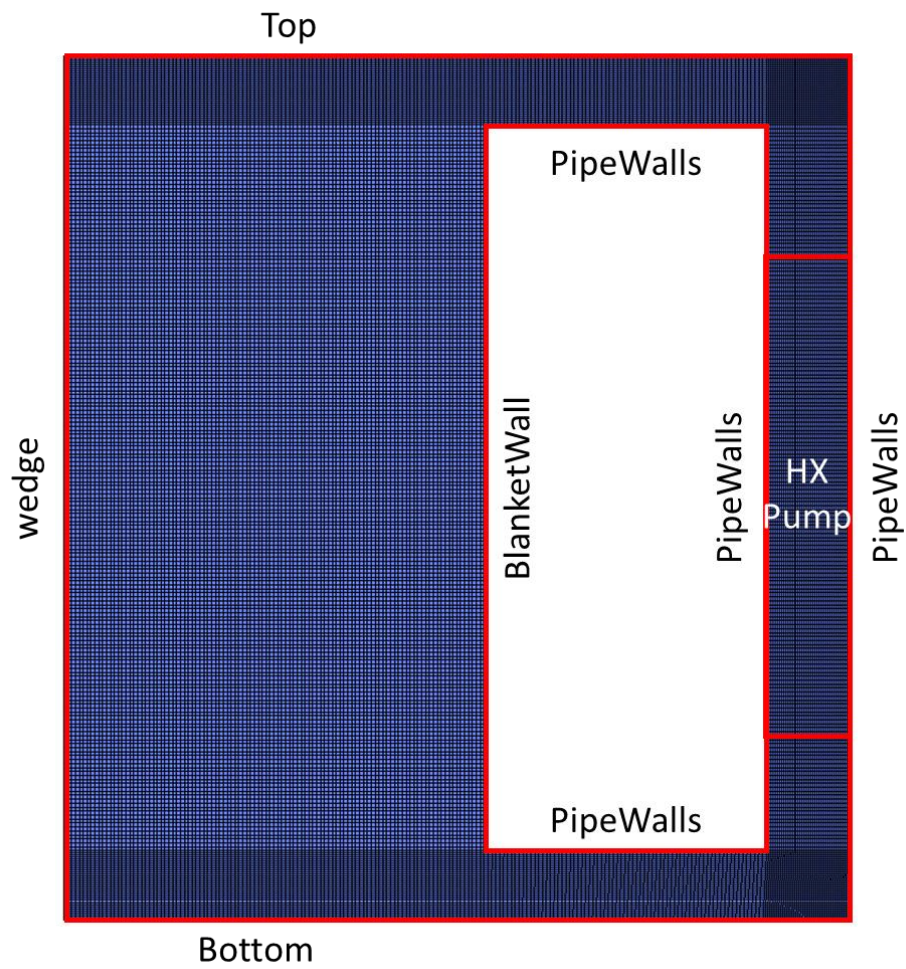 Top
PipeWalls
wedge
BlanketWall
PipeWalls
HX
Pump
PipeWalls
PipeWalls
Bottom